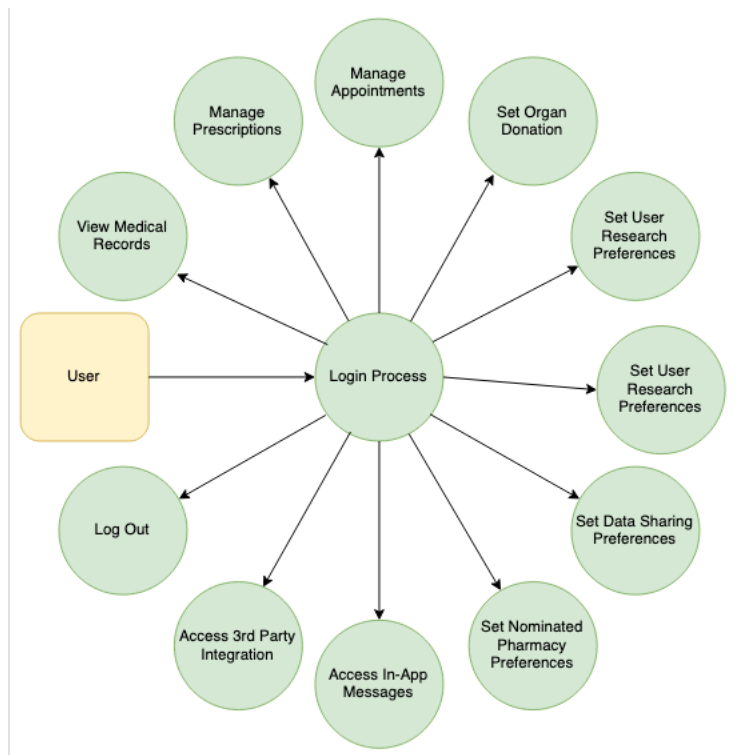 Manage
Appointments
Manage
Prescriptions
Set Organ
Donation
View Medical
Records
Set User
Research
Preferences
User
Login Process
Set User
Research
Preferences
Log Out
Set Data Sharing
Preferences
Access 3rd Party
Integration
Set Nominated
Pharmacy
Preferences
Access In-App
Messages